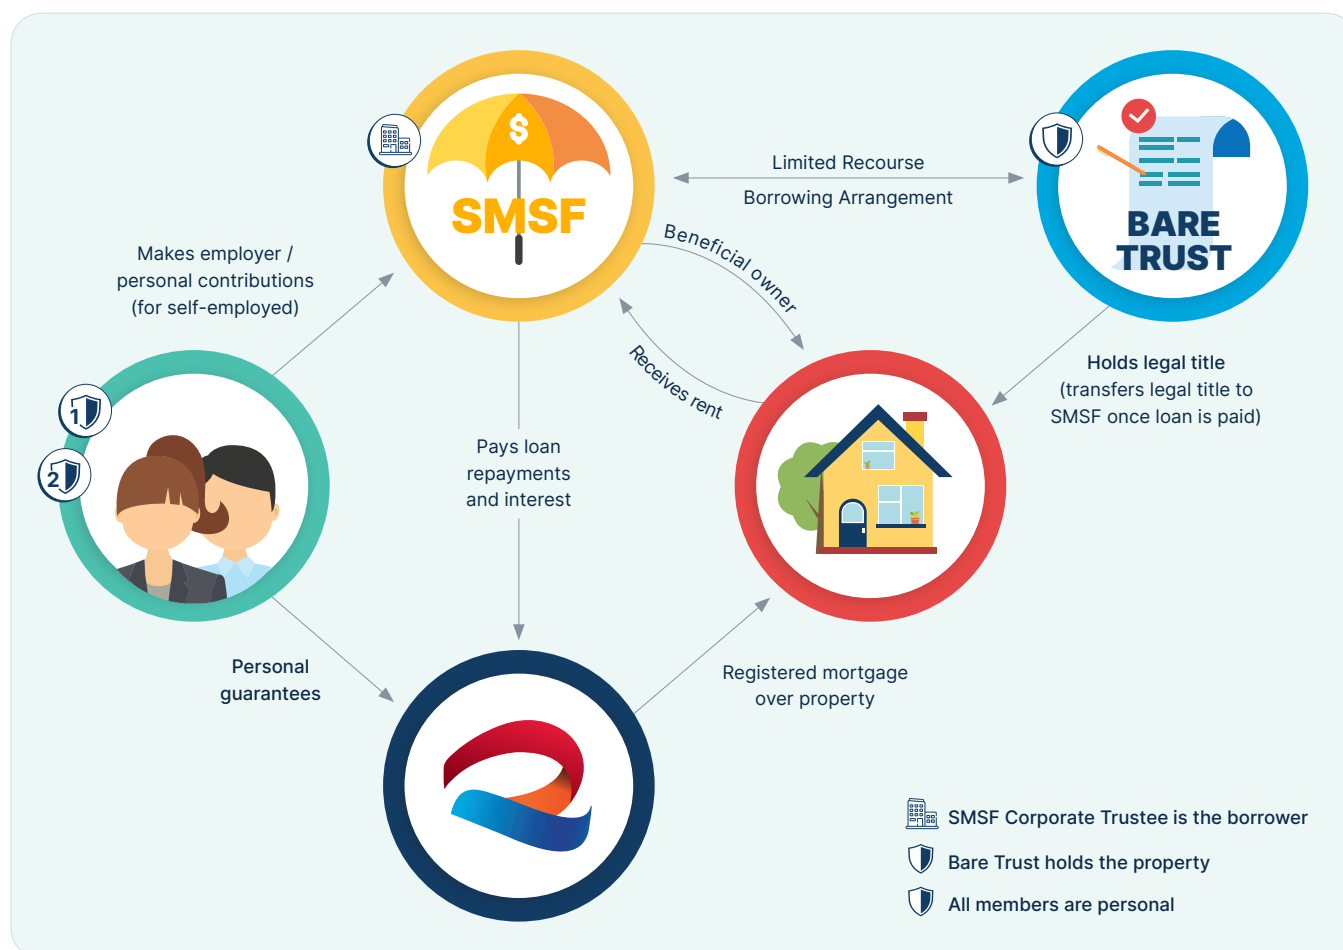 $
SMSF
Limited Recourse
Borrowing Arrangement
BARE
TRUST
Makes employer /
personal contributions
(for self-employed)
Beneficial owner
Receives rent
Holds legal title
(transfers legal title to
SMSF once loan is paid)
1
2
Pays loan
repayments
and interest
Personal
guarantees
Registered mortgage
over property
SMSF Corporate Trustee is the borrower
Bare Trust holds the property
All members are personal